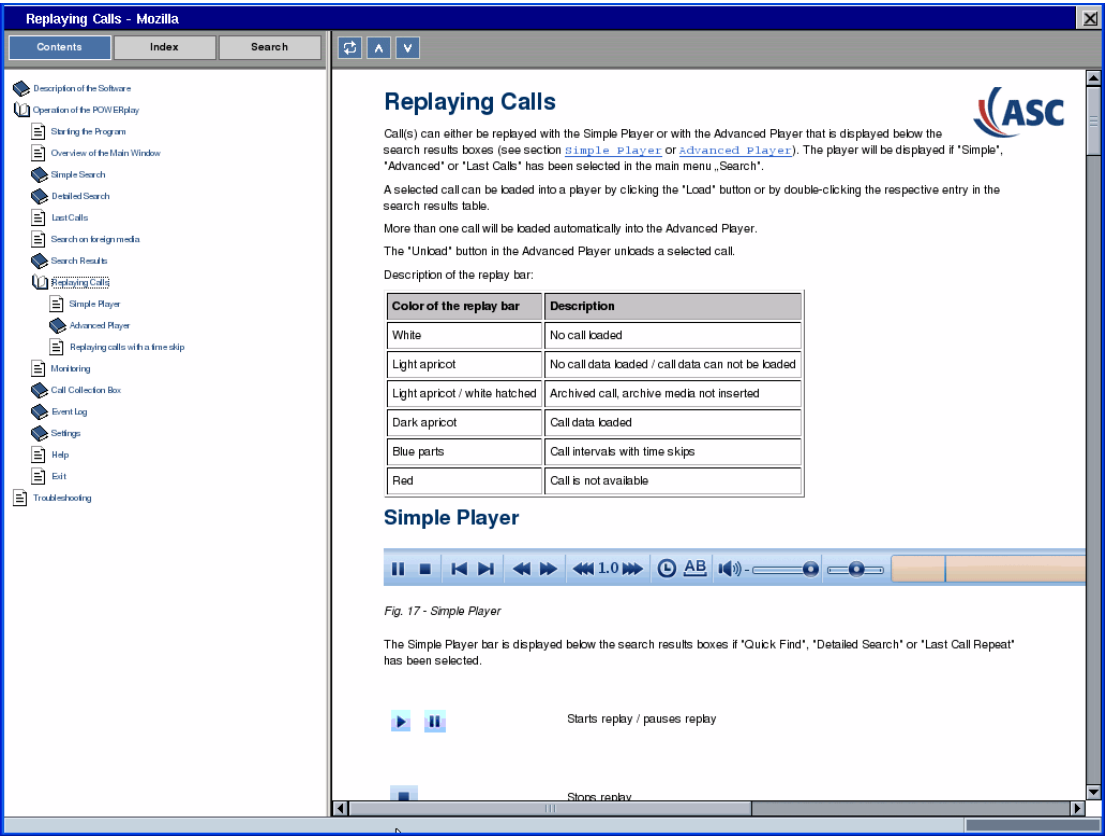 Replaying Calls - Mozilla
Contents
Index
Search
Description of the Software
Operation of the POWERplay
Starting the Program
Overview of the Main Window
Simple Search
Detailed Search
Last Calls
Search on foreign media
Search Results
Replaying Calls
Simple Player
Advanced Player
Replaying calls with a time skip
Monitoring
Call Collection Box
Event Log
Settings
Help
Exit
Troubleshooting
Replaying Calls
ASC
Call(s) can either be replayed with the Simple Player or with the Advanced Player that is displayed below the
search results boxes (see section Simple Player or Advanced Player). The player will be displayed if "Simple",
"Advanced" or "Last Calls" has been selected in the main menu „Search".
A selected call can be loaded into a player by clicking the "Load" button or by double-clicking the respective entry in the
search results table.
More than one call will be loaded automatically into the Advanced Player.
The "Unload" button in the Advanced Player unloads a selected call.
Description of the replay bar:
Color of the replay bar Description
White No call loaded
Light apricot No call data loaded / call data can not be loaded
Light apricot / white hatched Archived call, archive media not inserted
Dark apricot Call data loaded
Blue parts Call intervals with time skips
Red Call is not available
Simple Player
1.0 AB
Fig. 17 - Simple Player
The Simple Player bar is displayed below the search results boxes if "Quick Find", "Detailed Search" or "Last Call Repeat"
has been selected.
Starts replay / pauses replay
Stops replay